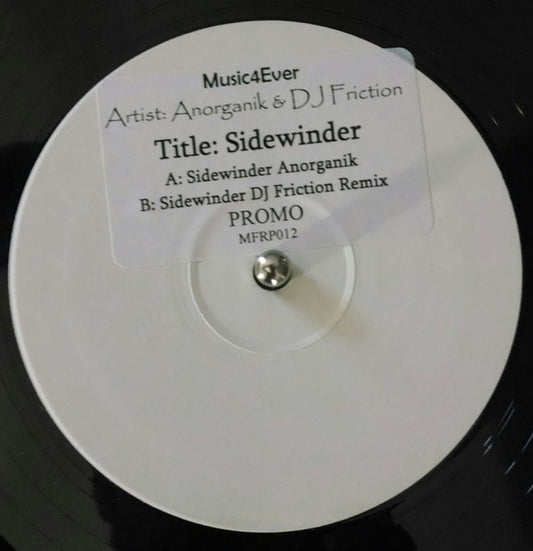 Music4Ever
Artist: Anorganik & DJ Friction
Title: Sidewinder
A: Sidewinder Anorganik
B: Sidewinder DJ Friction Remix
PROMO
MFRP012